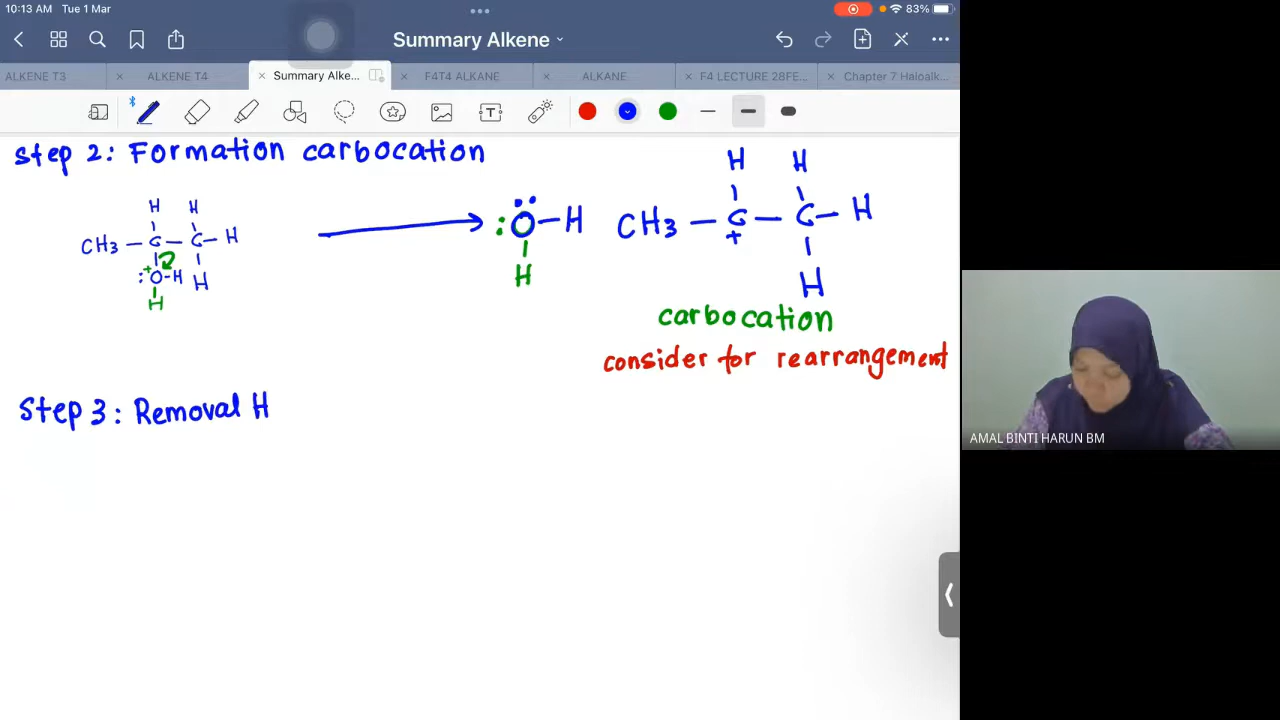 10:13 AM Tue 1 Mar
83%
Summary Alkene
ALKENE T3
ALKENE T4
Summary Alke...
F4T4 ALKANE
ALKANE
F4 LECTURE 28FE...
Chapter 7 Haloalk...
T
Step 2: Formation carbocation
H H
CH3 – C – C – H
+
:O-H H
H
:O–H
H
H H
CH3 – C – C – H
+
H
carbocation
consider for rearrangement
Step 3: Removal H
AMAL BINTI HARUN BM